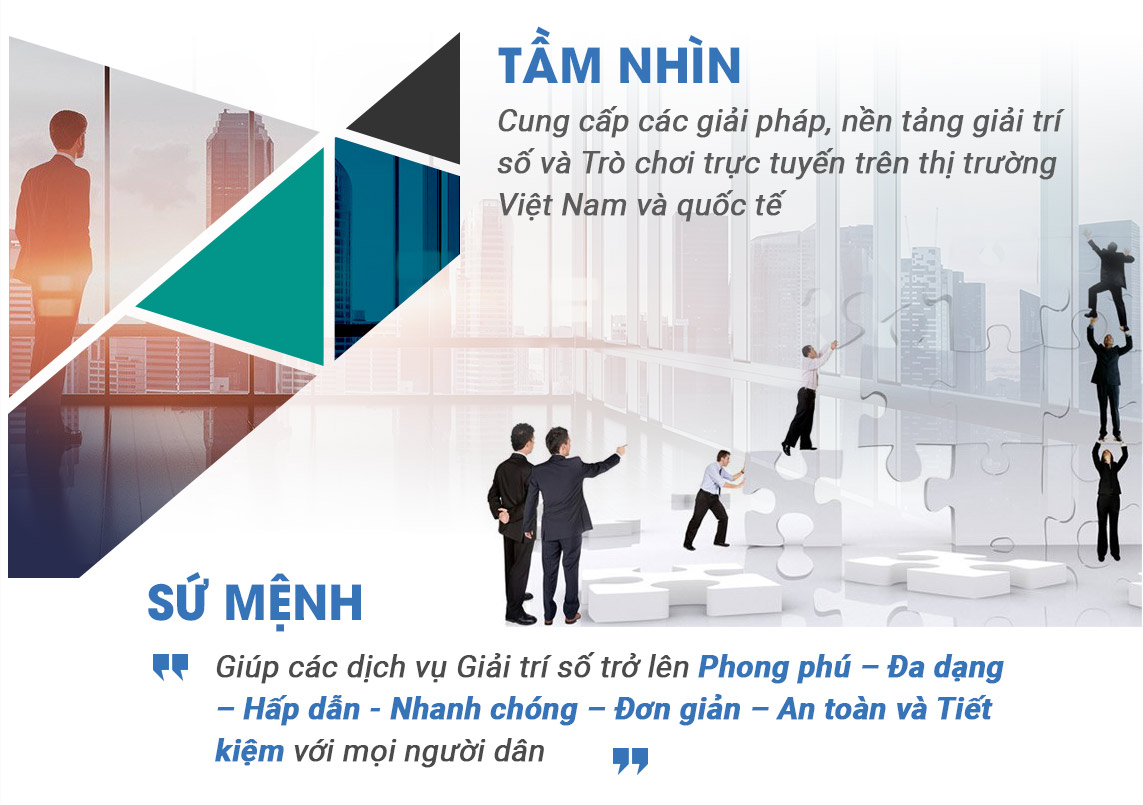 TẦM NHÌN
Cung cấp các giải pháp, nền tảng giải trí
số và Trò chơi trực tuyến trên thị trường
Việt Nam và quốc tế
SỨ MỆNH
Giúp các dịch vụ Giải trí số trở lên Phong phú – Đa dạng
– Hấp dẫn - Nhanh chóng – Đơn giản – An toàn và Tiết
kiệm với mọi người dân